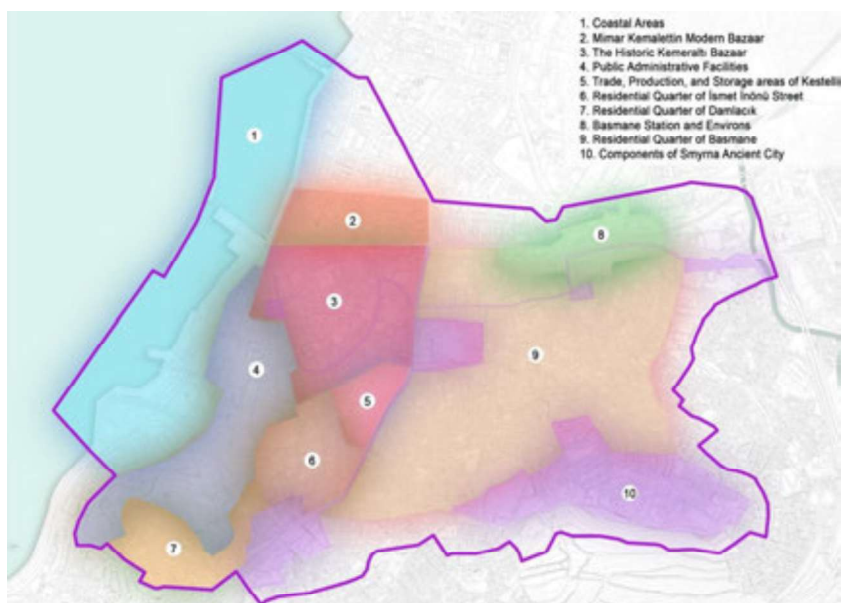 1. Coastal Areas
2. Mimar Kemalettin Modern Bazaar
3. The Historic Kemeraltı Bazaar
4. Public Administrative Facilities
5. Trade, Production, and Storage areas of Kestelli
6. Residential Quarter of İsmet İnönü Street
7. Residential Quarter of Damlacık
8. Basmane Station and Environs
9. Residential Quarter of Basmane
10. Components of Smyrna Ancient City
1
2
8
3
9
4
5
6
10
7